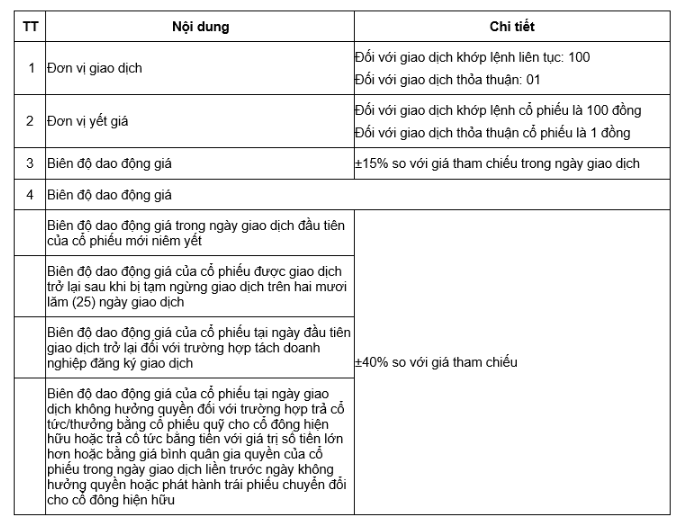 TT Nội dung Chi tiết
1 Đơn vị giao dịch
Đối với giao dịch khớp lệnh liên tục: 100
Đối với giao dịch thỏa thuận: 01
2 Đơn vị yết giá
Đối với giao dịch khớp lệnh cổ phiếu là 100 đồng
Đối với giao dịch thỏa thuận cổ phiếu là 1 đồng
3 Biên độ dao động giá ±15% so với giá tham chiếu trong ngày giao dịch
4 Biên độ dao động giá
Biên độ dao động giá trong ngày giao dịch đầu tiên
của cổ phiếu mới niêm yết
Biên độ dao động giá của cổ phiếu được giao dịch
trở lại sau khi bị tạm ngừng giao dịch trên hai mươi
lăm (25) ngày giao dịch
Biên độ dao động giá của cổ phiếu tại ngày đầu tiên
giao dịch trở lại đối với trường hợp tách doanh
nghiệp đăng ký giao dịch
±40% so với giá tham chiếu
Biên độ dao động giá của cổ phiếu tại ngày giao
dịch không hưởng quyền đối với trường hợp trả cổ
tức/thưởng bằng cổ phiếu quỹ cho cổ đông hiện
hữu hoặc trả cổ tức bằng tiền với giá trị số tiền lớn
hơn hoặc bằng giá bình quân gia quyền của cổ
phiếu trong ngày giao dịch liền trước ngày không
hưởng quyền hoặc phát hành trái phiếu chuyển đổi
cho cổ đông hiện hữu